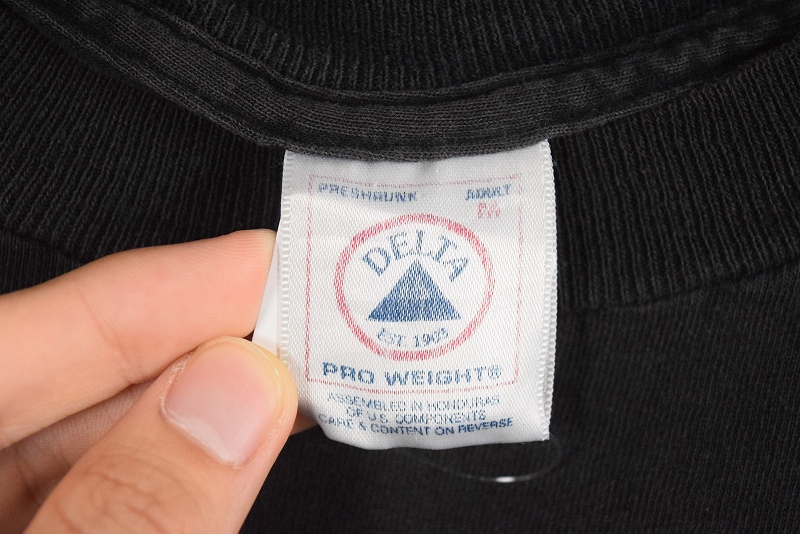 PRESHRUNK ADULT
M
DELTA
EST. 1903
PRO WEIGHT®
ASSEMBLED IN HONDURAS
OF U.S. COMPONENTS
CARE & CONTENT ON REVERSE